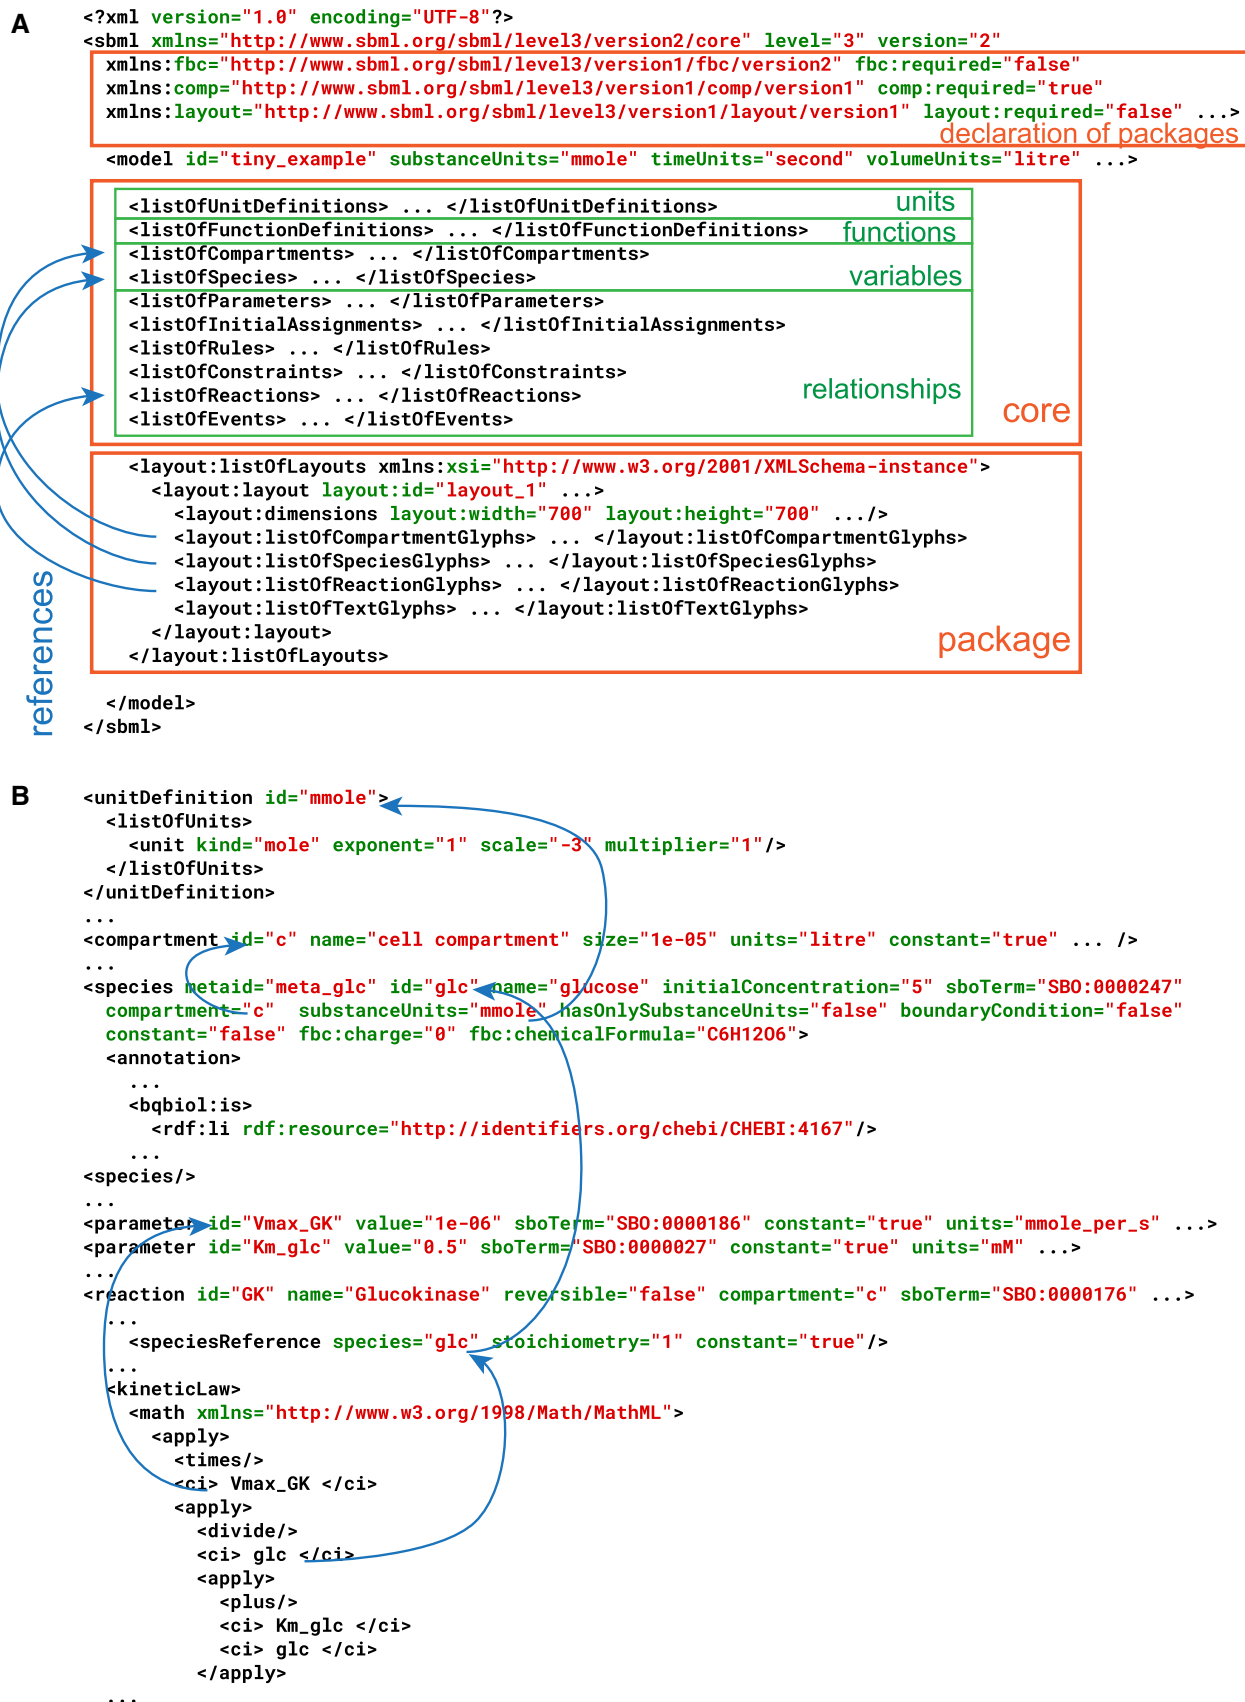 A
<?xml version="1.0" encoding="UTF-8"?>
<sbml xmlns="http://www.sbml.org/sbml/level3/version2/core" level="3" version="2"
xmlns:fbc="http://www.sbml.org/sbml/level3/version1/fbc/version2" fbc:required="false"
xmlns:comp="http://www.sbml.org/sbml/level3/version1/comp/version1" comp:required="true"
xmlns:layout="http://www.sbml.org/sbml/level3/version1/layout/version1" layout:required="false" ...>
declaration of packages
<model id="tiny_example" substanceUnits="mmole" timeUnits="second" volumeUnits="litre" ...>
<listOfUnitDefinitions> ... </listOfUnitDefinitions> units
<listOfFunctionDefinitions> ... </listOfFunctionDefinitions> functions
<listOfCompartments> ... </listOfCompartments>
<listOfSpecies> ... </listOfSpecies> variables
<listOfParameters> ... </listOfParameters>
<listOfInitialAssignments> ... </listOfInitialAssignments>
<listOfRules> ... </listOfRules>
<listOfConstraints> ... </listOfConstraints>
<listOfReactions> ... </listOfReactions> relationships
<listOfEvents> ... </listOfEvents> core
<layout:listOfLayouts xmlns:xsi="http://www.w3.org/2001/XMLSchema-instance">
<layout:layout layout:id="layout_1" ...>
<layout:dimensions layout:width="700" layout:height="700" .../>
<layout:listOfCompartmentGlyphs> ... </layout:listOfCompartmentGlyphs>
<layout:listOfSpeciesGlyphs> ... </layout:listOfSpeciesGlyphs>
<layout:listOfReactionGlyphs> ... </layout:listOfReactionGlyphs>
<layout:listOfTextGlyphs> ... </layout:listOfTextGlyphs>
</layout:layout> package
</layout:listOfLayouts>
references
</model>
</sbml>
B
<unitDefinition id="mmole">
<listOfUnits>
<unit kind="mole" exponent="1" scale="-3" multiplier="1"/>
</listOfUnits>
</unitDefinition>
...
<compartment id="c" name="cell compartment" size="1e-05" units="litre" constant="true" ... />
...
<species metaid="meta_glc" id="glc" name="glucose" initialConcentration="5" sboTerm="SBO:0000247"
compartment="c" substanceUnits="mmole" hasOnlySubstanceUnits="false" boundaryCondition="false"
constant="false" fbc:charge="0" fbc:chemicalFormula="C6H12O6">
<annotation>
...
<bqbiol:is>
<rdf:li rdf:resource="http://identifiers.org/chebi/CHEBI:4167"/>
...
<species/>
...
<parameter id="Vmax_GK" value="1e-06" sboTerm="SBO:0000186" constant="true" units="mmole_per_s" ...>
<parameter id="Km_glc" value="0.5" sboTerm="SBO:0000027" constant="true" units="mM" ...>
...
<reaction id="GK" name="Glucokinase" reversible="false" compartment="c" sboTerm="SBO:0000176" ...>
...
<speciesReference species="glc" stoichiometry="1" constant="true"/>
...
<kineticLaw>
<math xmlns="http://www.w3.org/1998/Math/MathML">
<apply>
<times/>
<ci> Vmax_GK </ci>
<apply>
<divide/>
<ci> glc </ci>
<apply>
<plus/>
<ci> Km_glc </ci>
<ci> glc </ci>
</apply>
...